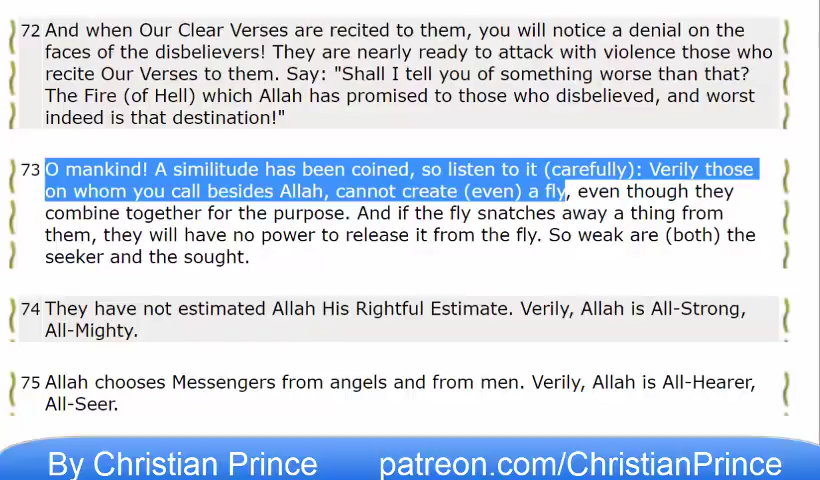 72 And when Our Clear Verses are recited to them, you will notice a denial on the
faces of the disbelievers! They are nearly ready to attack with violence those who
recite Our Verses to them. Say: "Shall I tell you of something worse than that?
The Fire (of Hell) which Allah has promised to those who disbelieved, and worst
indeed is that destination!"
73 O mankind! A similitude has been coined, so listen to it (carefully): Verily those
on whom you call besides Allah, cannot create (even) a fly, even though they
combine together for the purpose. And if the fly snatches away a thing from
them, they will have no power to release it from the fly. So weak are (both) the
seeker and the sought.
74 They have not estimated Allah His Rightful Estimate. Verily, Allah is All-Strong,
All-Mighty.
75 Allah chooses Messengers from angels and from men. Verily, Allah is All-Hearer,
All-Seer.
By Christian Prince patreon.com/ChristianPrince